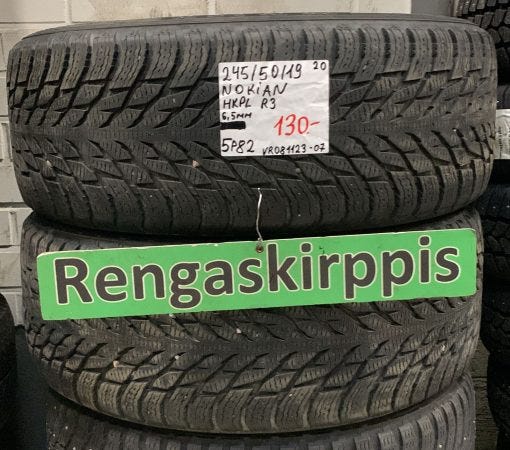 245/50/19 20
NOKIAN
HKPL R3
6,5mm
130.-
5P82 VR081123-07
Rengaskirppis